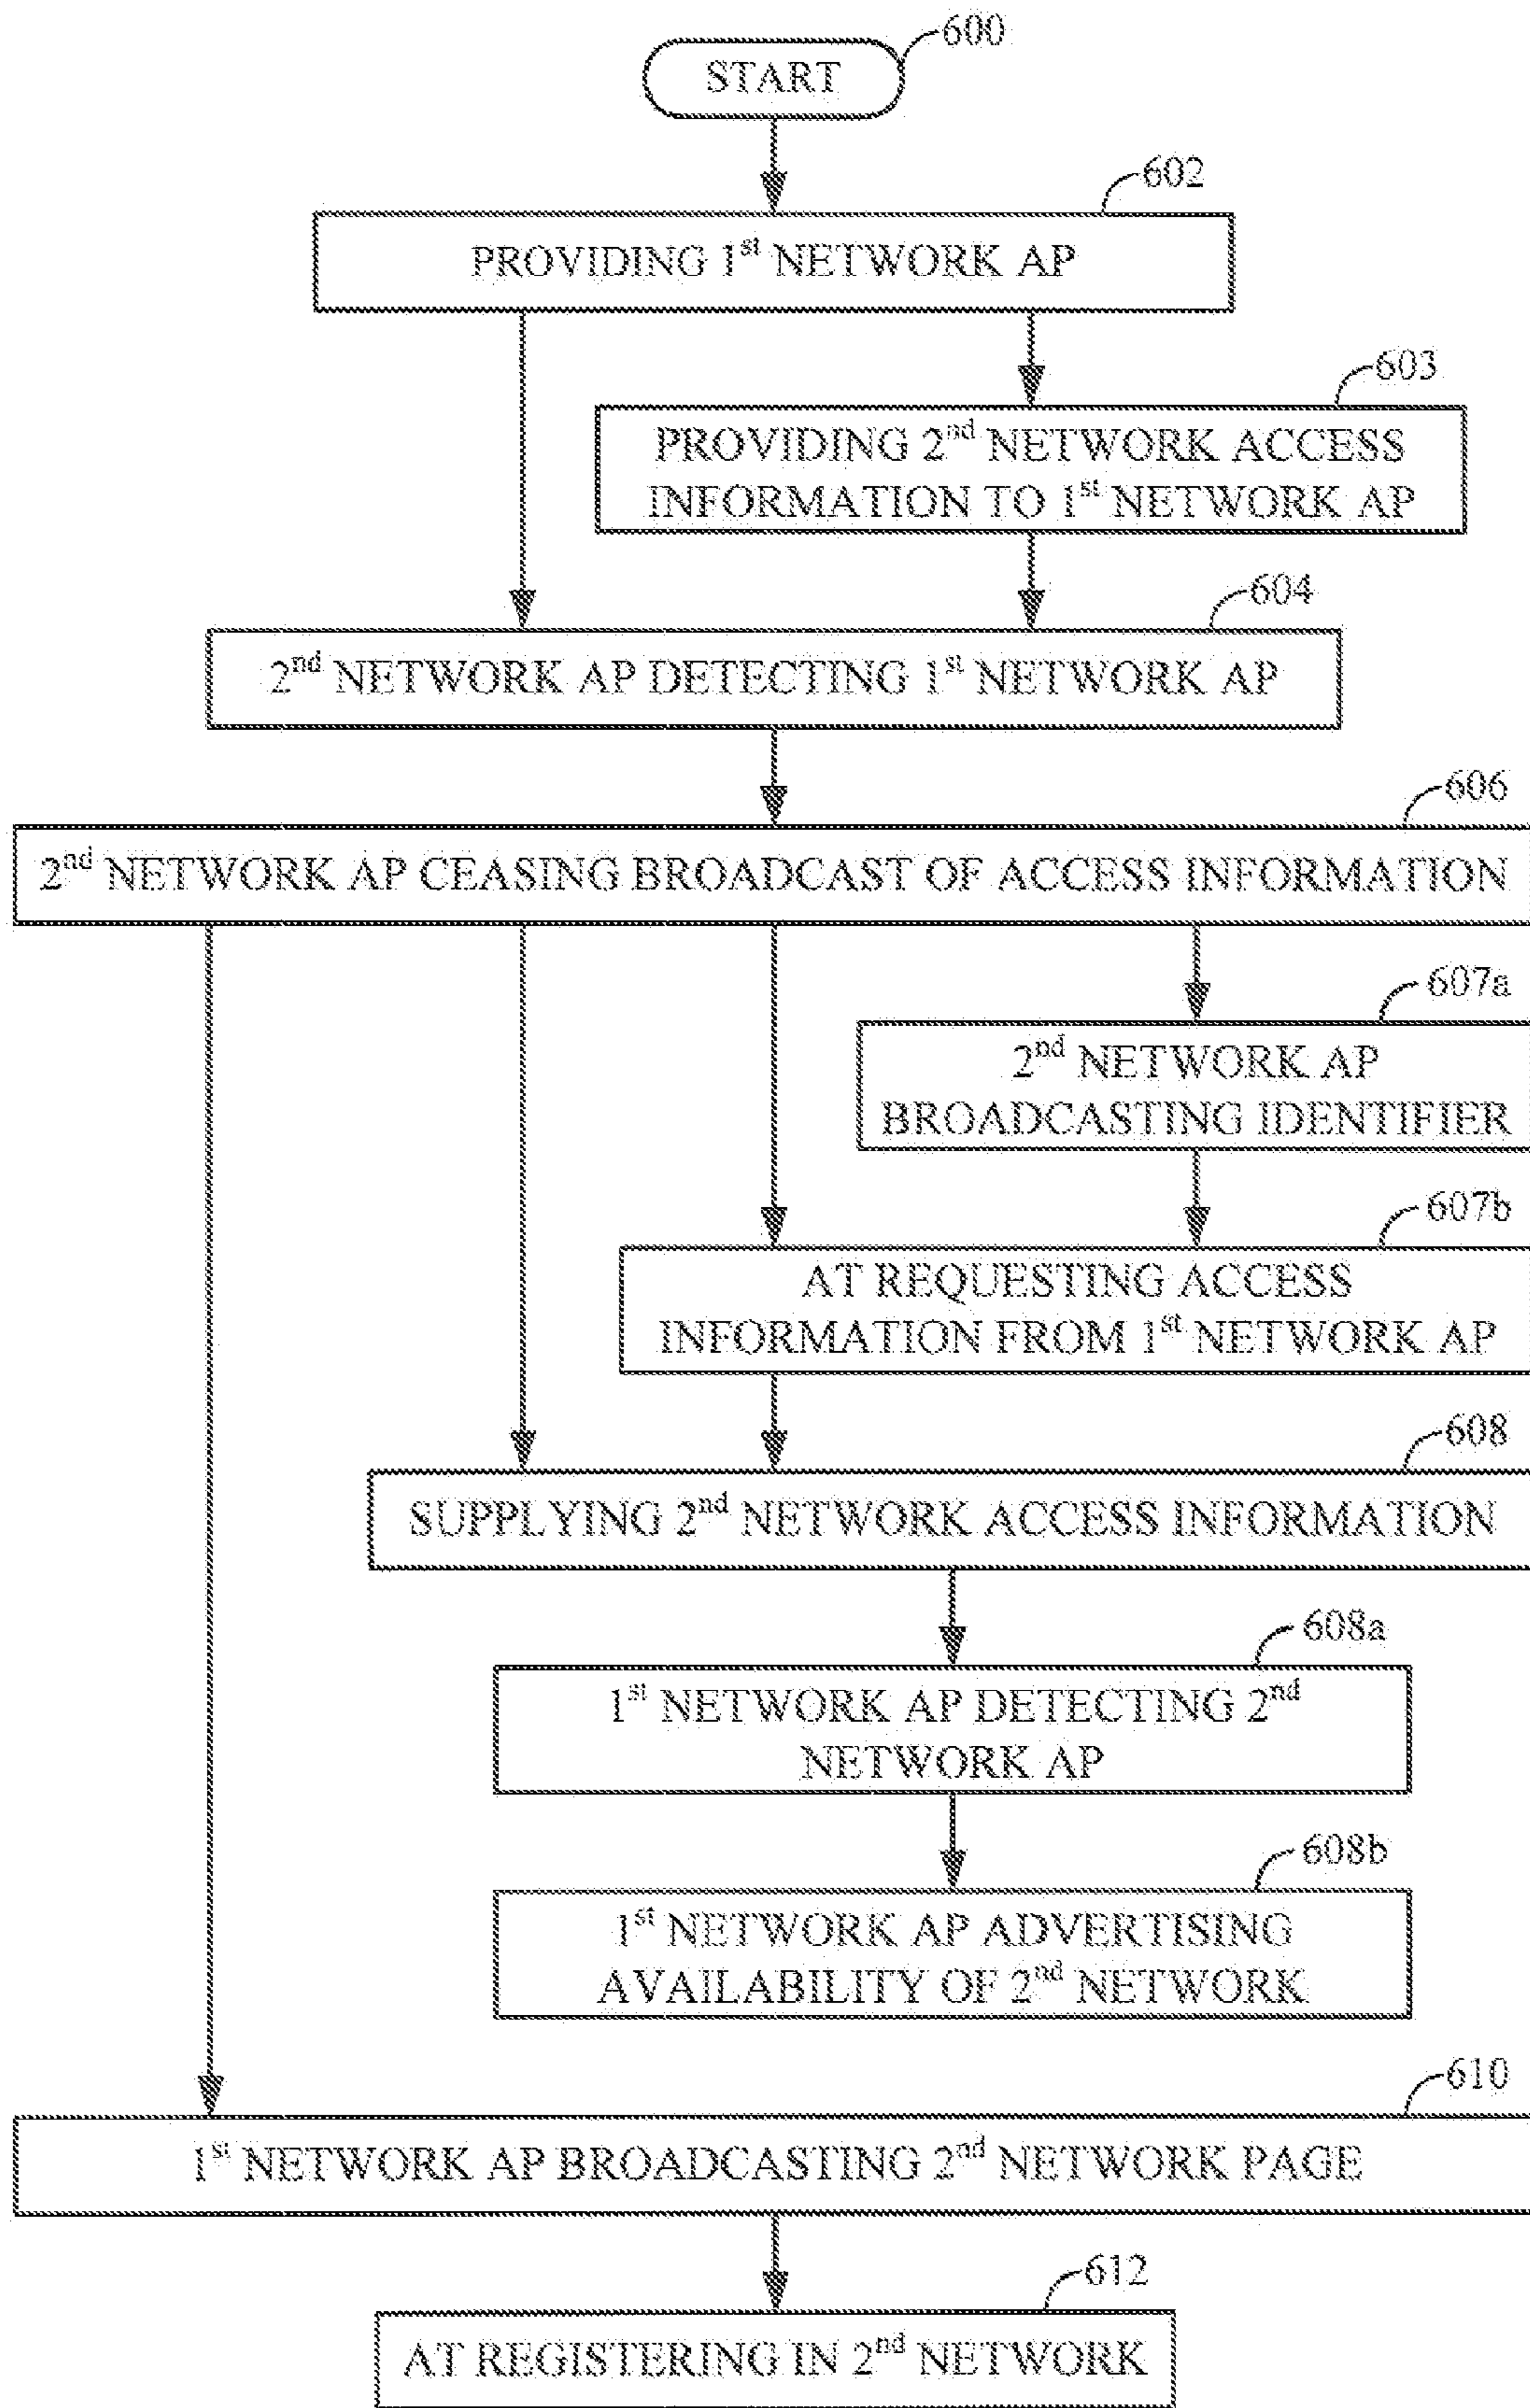 600
START
602
PROVIDING 1st NETWORK AP
603
PROVIDING 2nd NETWORK ACCESS
INFORMATION TO 1st NETWORK AP
604
2nd NETWORK AP DETECTING 1st NETWORK AP
606
2nd NETWORK AP CEASING BROADCAST OF ACCESS INFORMATION
607a
2nd NETWORK AP
BROADCASTING IDENTIFIER
607b
AT REQUESTING ACCESS
INFORMATION FROM 1st NETWORK AP
608
SUPPLYING 2nd NETWORK ACCESS INFORMATION
608a
1st NETWORK AP DETECTING 2nd
NETWORK AP
608b
1st NETWORK AP ADVERTISING
AVAILABILITY OF 2nd NETWORK
610
1st NETWORK AP BROADCASTING 2nd NETWORK PAGE
612
AT REGISTERING IN 2nd NETWORK